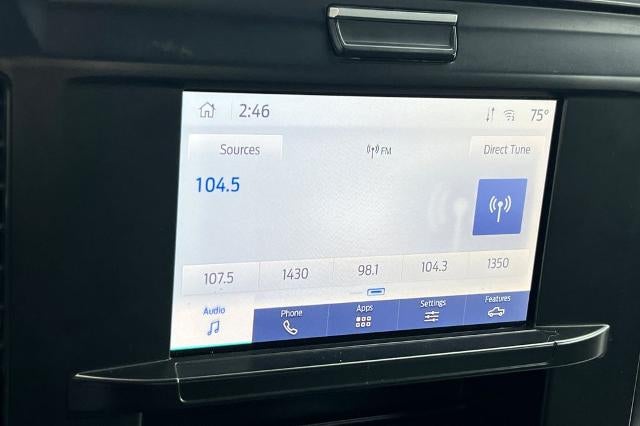 2:46 75°
Sources FM Direct Tune
104.5
107.5 1430 98.1 104.3 1350
Audio Phone Apps Settings Features